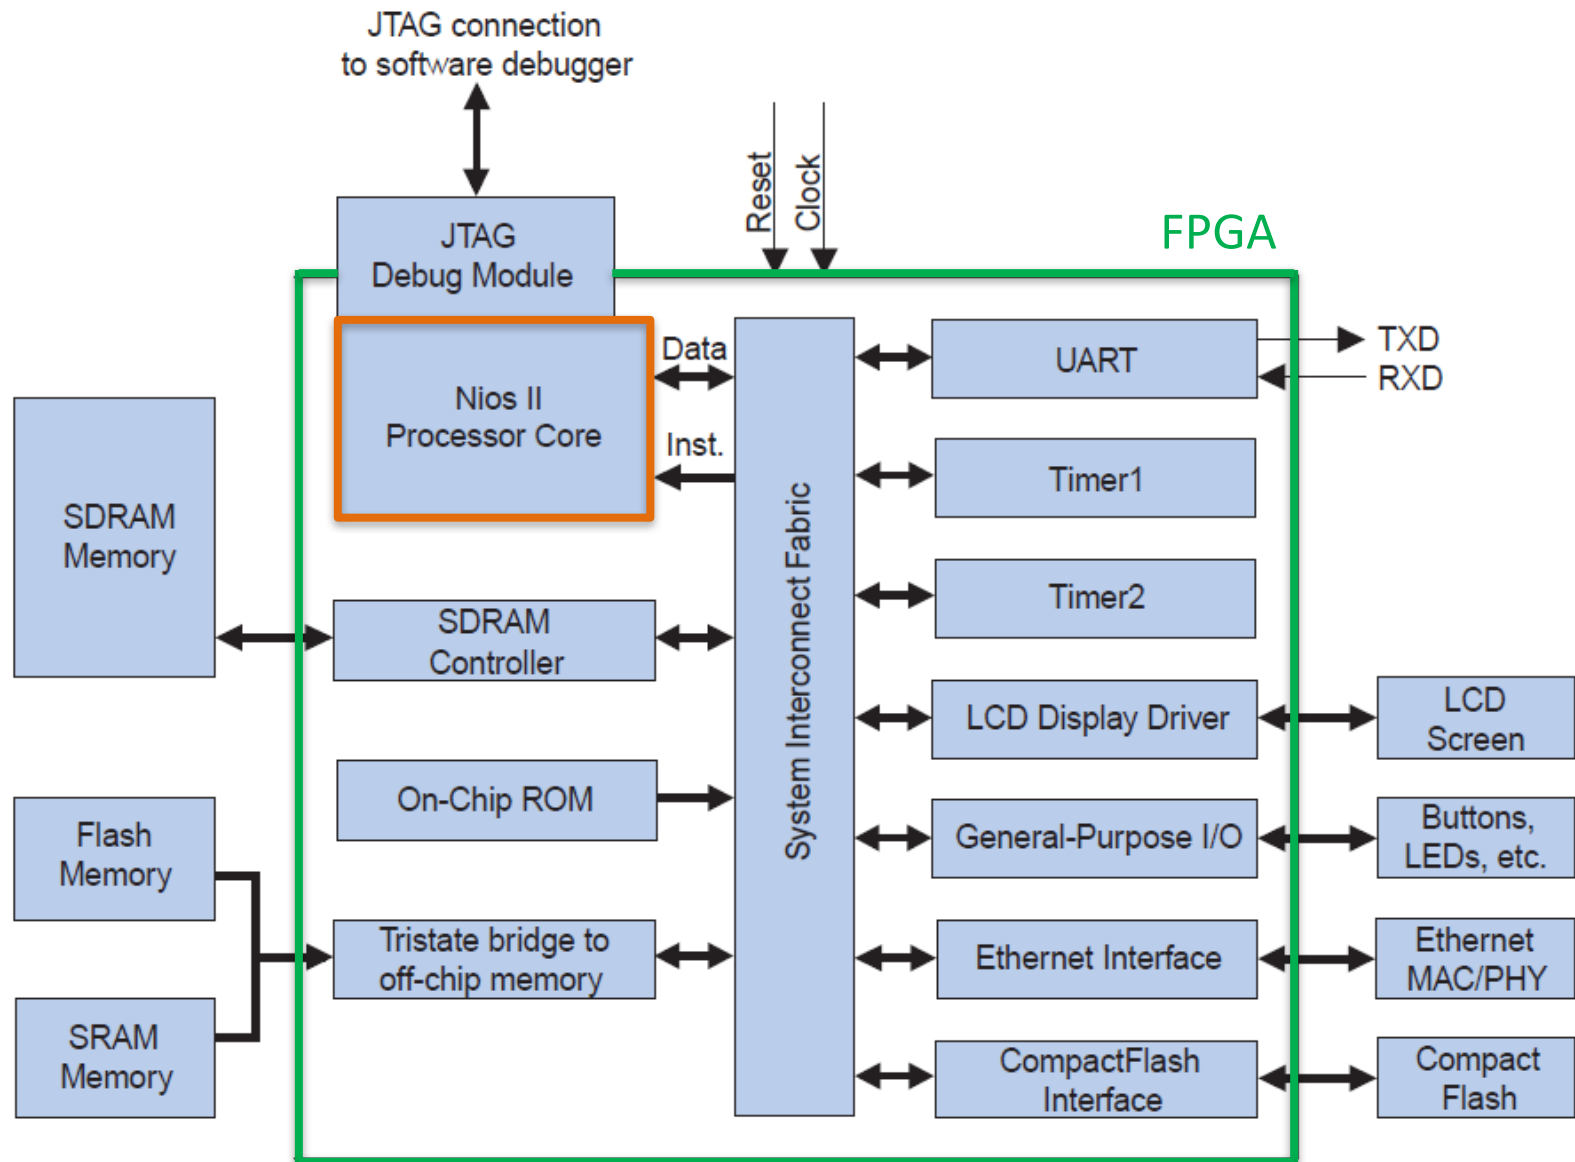 JTAG connection
to software debugger
Reset
Clock
FPGA
JTAG
Debug Module
Nios II
Processor Core
Data
Inst.
System Interconnect Fabric
UART
TXD
RXD
Timer1
Timer2
SDRAM
Memory
SDRAM
Controller
LCD Display Driver
LCD
Screen
On-Chip ROM
General-Purpose I/O
Buttons,
LEDs, etc.
Flash
Memory
Tristate bridge to
off-chip memory
Ethernet Interface
Ethernet
MAC/PHY
SRAM
Memory
CompactFlash
Interface
Compact
Flash